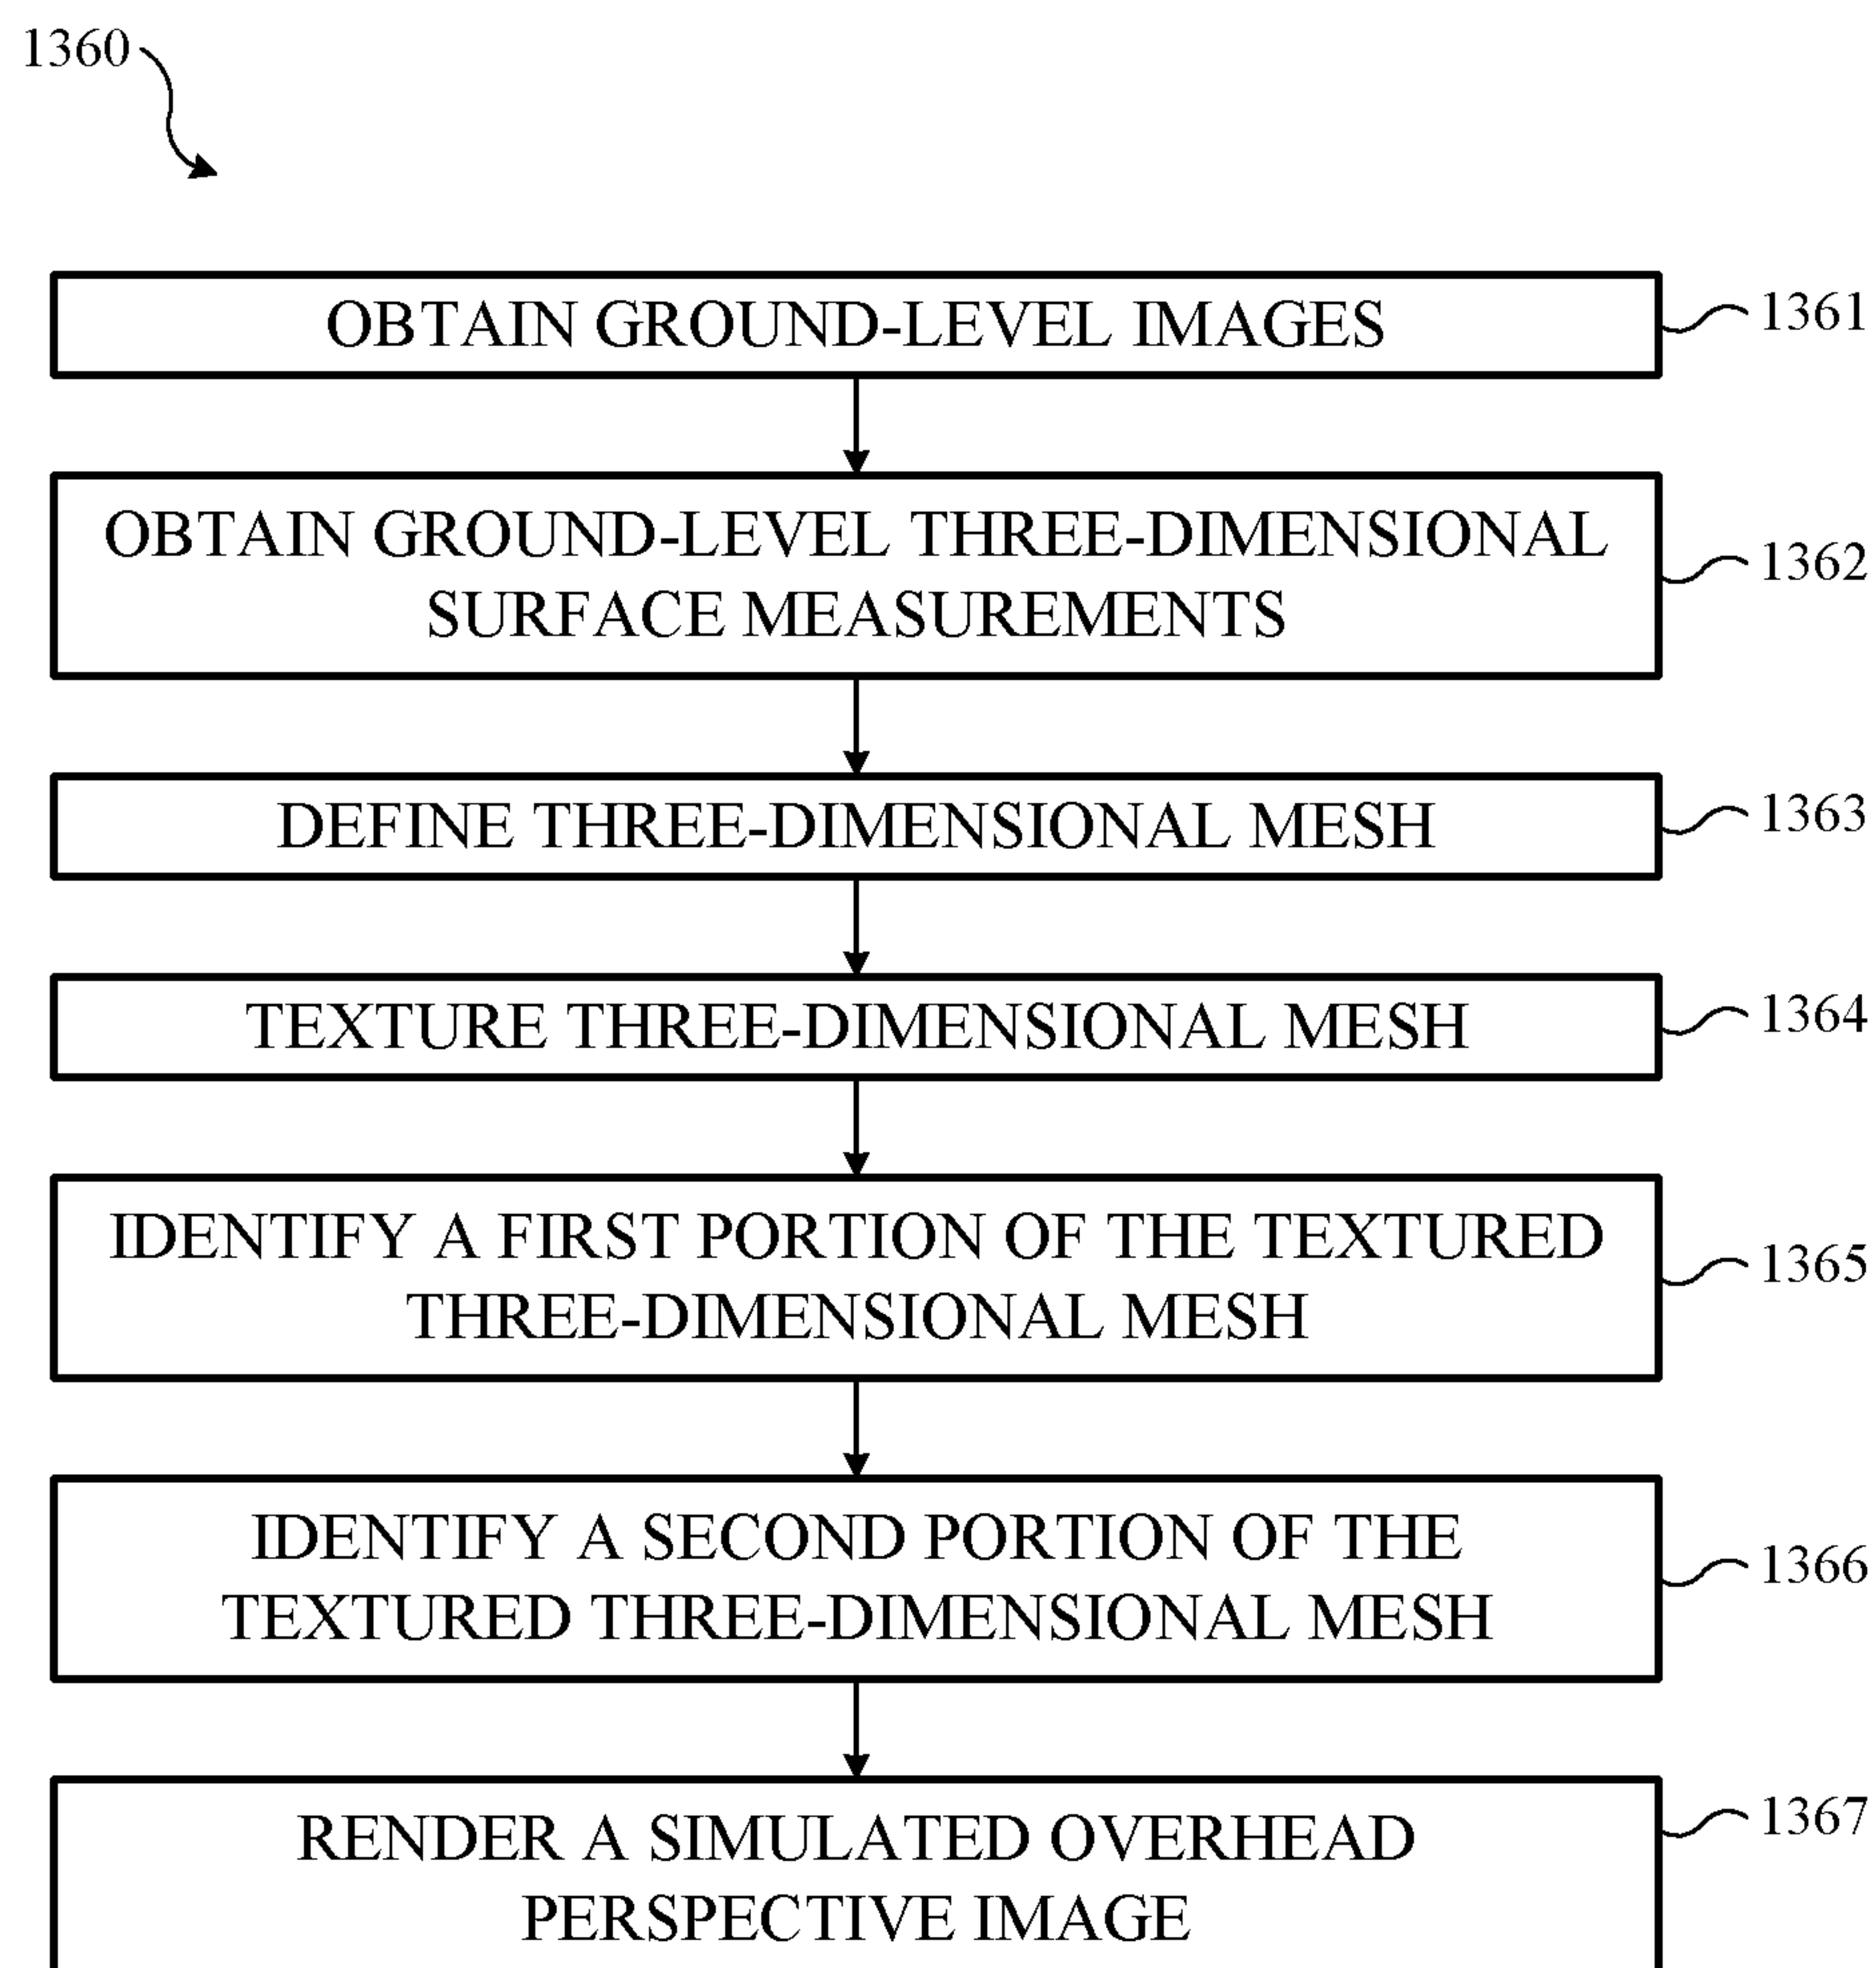 1360
OBTAIN GROUND-LEVEL IMAGES
1361
OBTAIN GROUND-LEVEL THREE-DIMENSIONAL
SURFACE MEASUREMENTS
1362
DEFINE THREE-DIMENSIONAL MESH
1363
TEXTURE THREE-DIMENSIONAL MESH
1364
IDENTIFY A FIRST PORTION OF THE TEXTURED
THREE-DIMENSIONAL MESH
1365
IDENTIFY A SECOND PORTION OF THE
TEXTURED THREE-DIMENSIONAL MESH
1366
RENDER A SIMULATED OVERHEAD
PERSPECTIVE IMAGE
1367